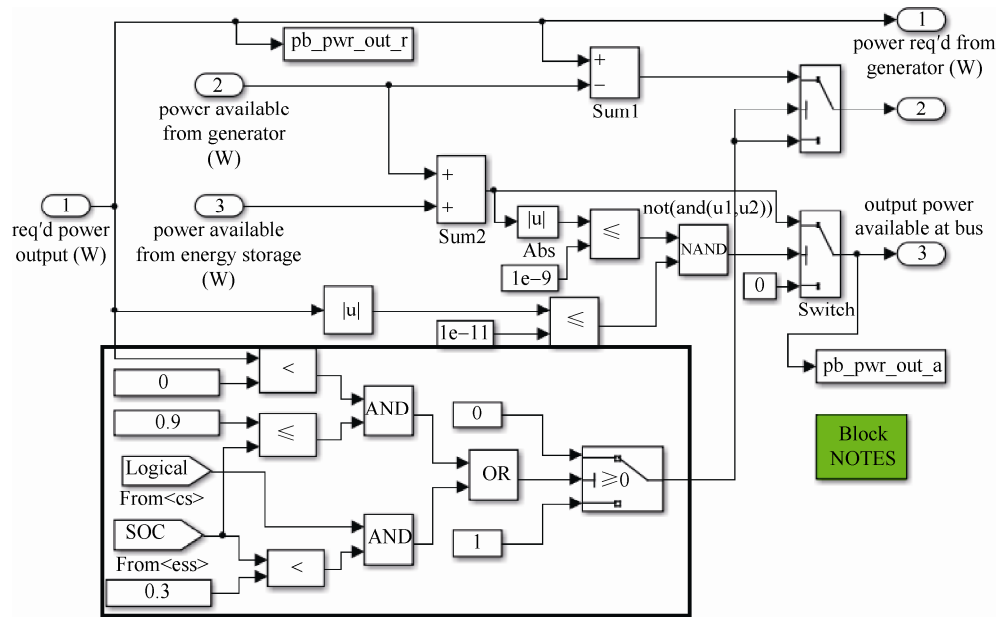 1
power req'd from
generator (W)
pb_pwr_out_r
+
−
Sum1
2
power available
from generator
(W)
2
+
+
Sum2
3
power available
from energy storage
(W)
1
req'd power
output (W)
|u|
Abs
≤
1e−9
not(and(u1,u2))
NAND
output power
available at bus
3
0
Switch
|u|
1e−11
≤
pb_pwr_out_a
<
0
0.9
≤
AND
0
Block
NOTES
Logical
From<cs>
OR
≥0
SOC
From<ess>
AND
1
<
0.3